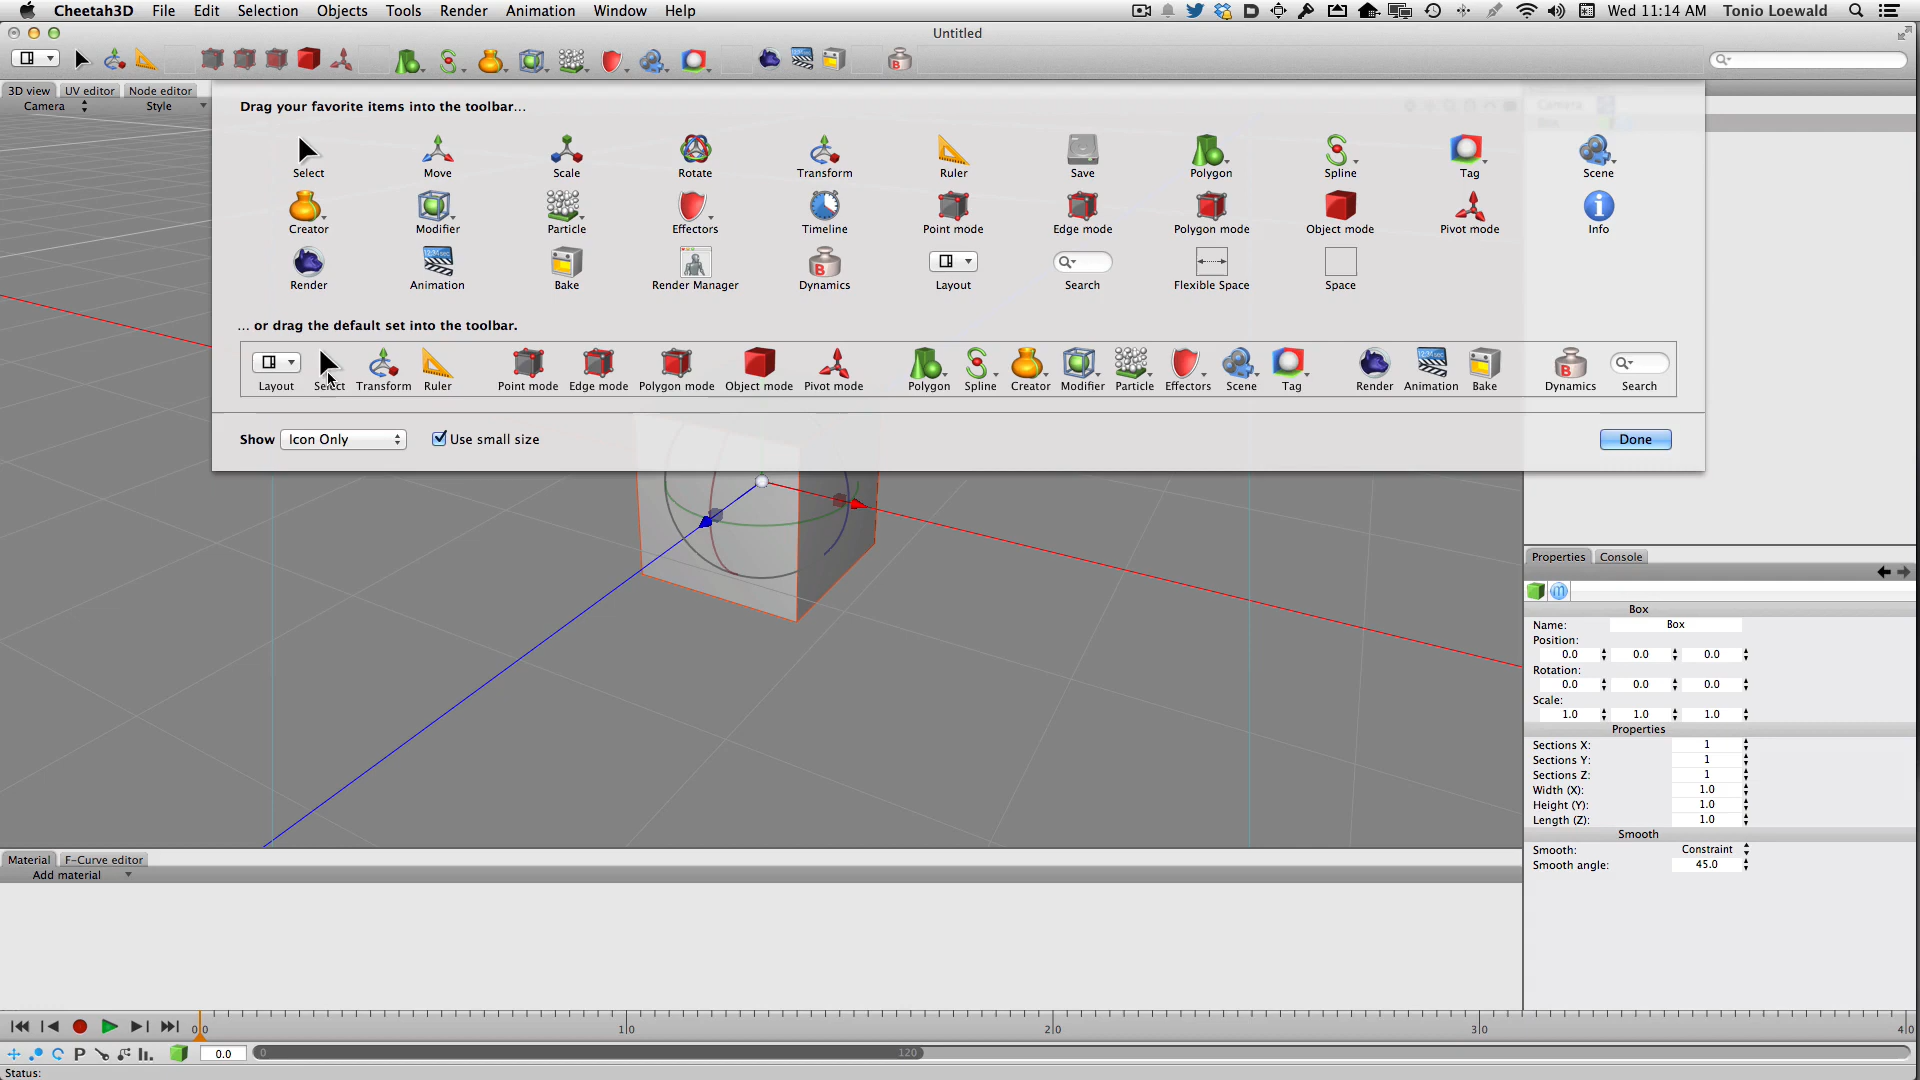 Cheetah3D File Edit Selection Objects Tools Render Animation Window Help Wed 11:14 AM Tonio Loewald
Untitled
3D view UV editor Node editor
Camera Style
Drag your favorite items into the toolbar...
Select Move Scale Rotate Transform Ruler Save Polygon Spline Tag Scene
Creator Modifier Particle Effectors Timeline Point mode Edge mode Polygon mode Object mode Pivot mode Info
Render Animation Bake Render Manager Dynamics Layout Search Flexible Space Space
... or drag the default set into the toolbar.
Layout Select Transform Ruler Point mode Edge mode Polygon mode Object mode Pivot mode Polygon Spline Creator Modifier Particle Effectors Scene Tag Render Animation Bake Dynamics Search
Show Icon Only Use small size Done
Camera
Box
Properties Console
Box
Name: Box
Position:
0.0 0.0 0.0
Rotation:
0.0 0.0 0.0
Scale:
1.0 1.0 1.0
Properties
Sections X: 1
Sections Y: 1
Sections Z: 1
Width (X): 1.0
Height (Y): 1.0
Length (Z): 1.0
Smooth
Smooth: Constraint
Smooth angle: 45.0
Material F-Curve editor
Add material
0|0 1|0 2|0 3|0 4|0
P 0.0 0 120
Status: